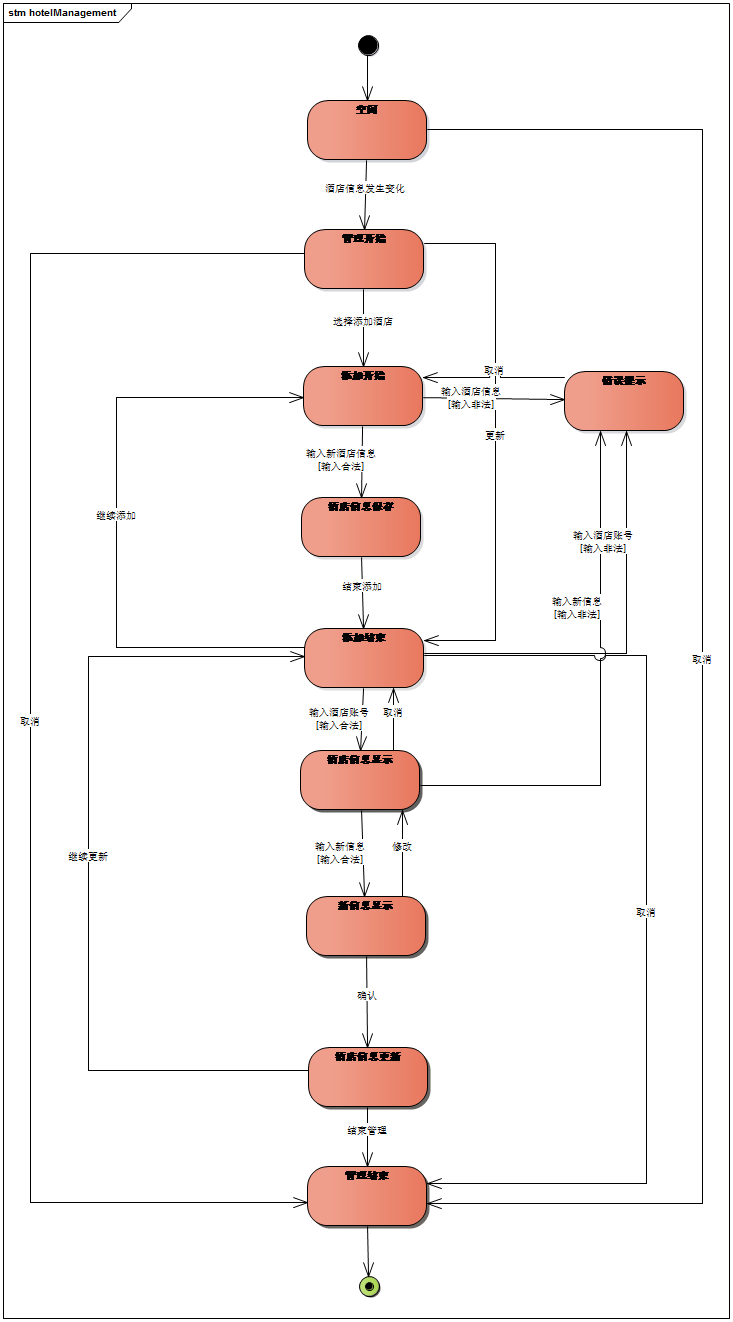 stm hotelManagement
空闲
酒店信息发生变化
管理开始
选择添加酒店
添加开始
取消
错误提示
输入酒店信息
[输入非法]
更新
输入新酒店信息
[输入合法]
继续添加
输入酒店账号
[输入非法]
结束添加
输入新信息
[输入非法]
添加结束
取消
取消
输入酒店账号
[输入合法]
取消
酒店信息显示
输入新信息
[输入合法]
修改
继续更新
新信息显示
取消
确认
酒店信息更新
结束管理
管理结束